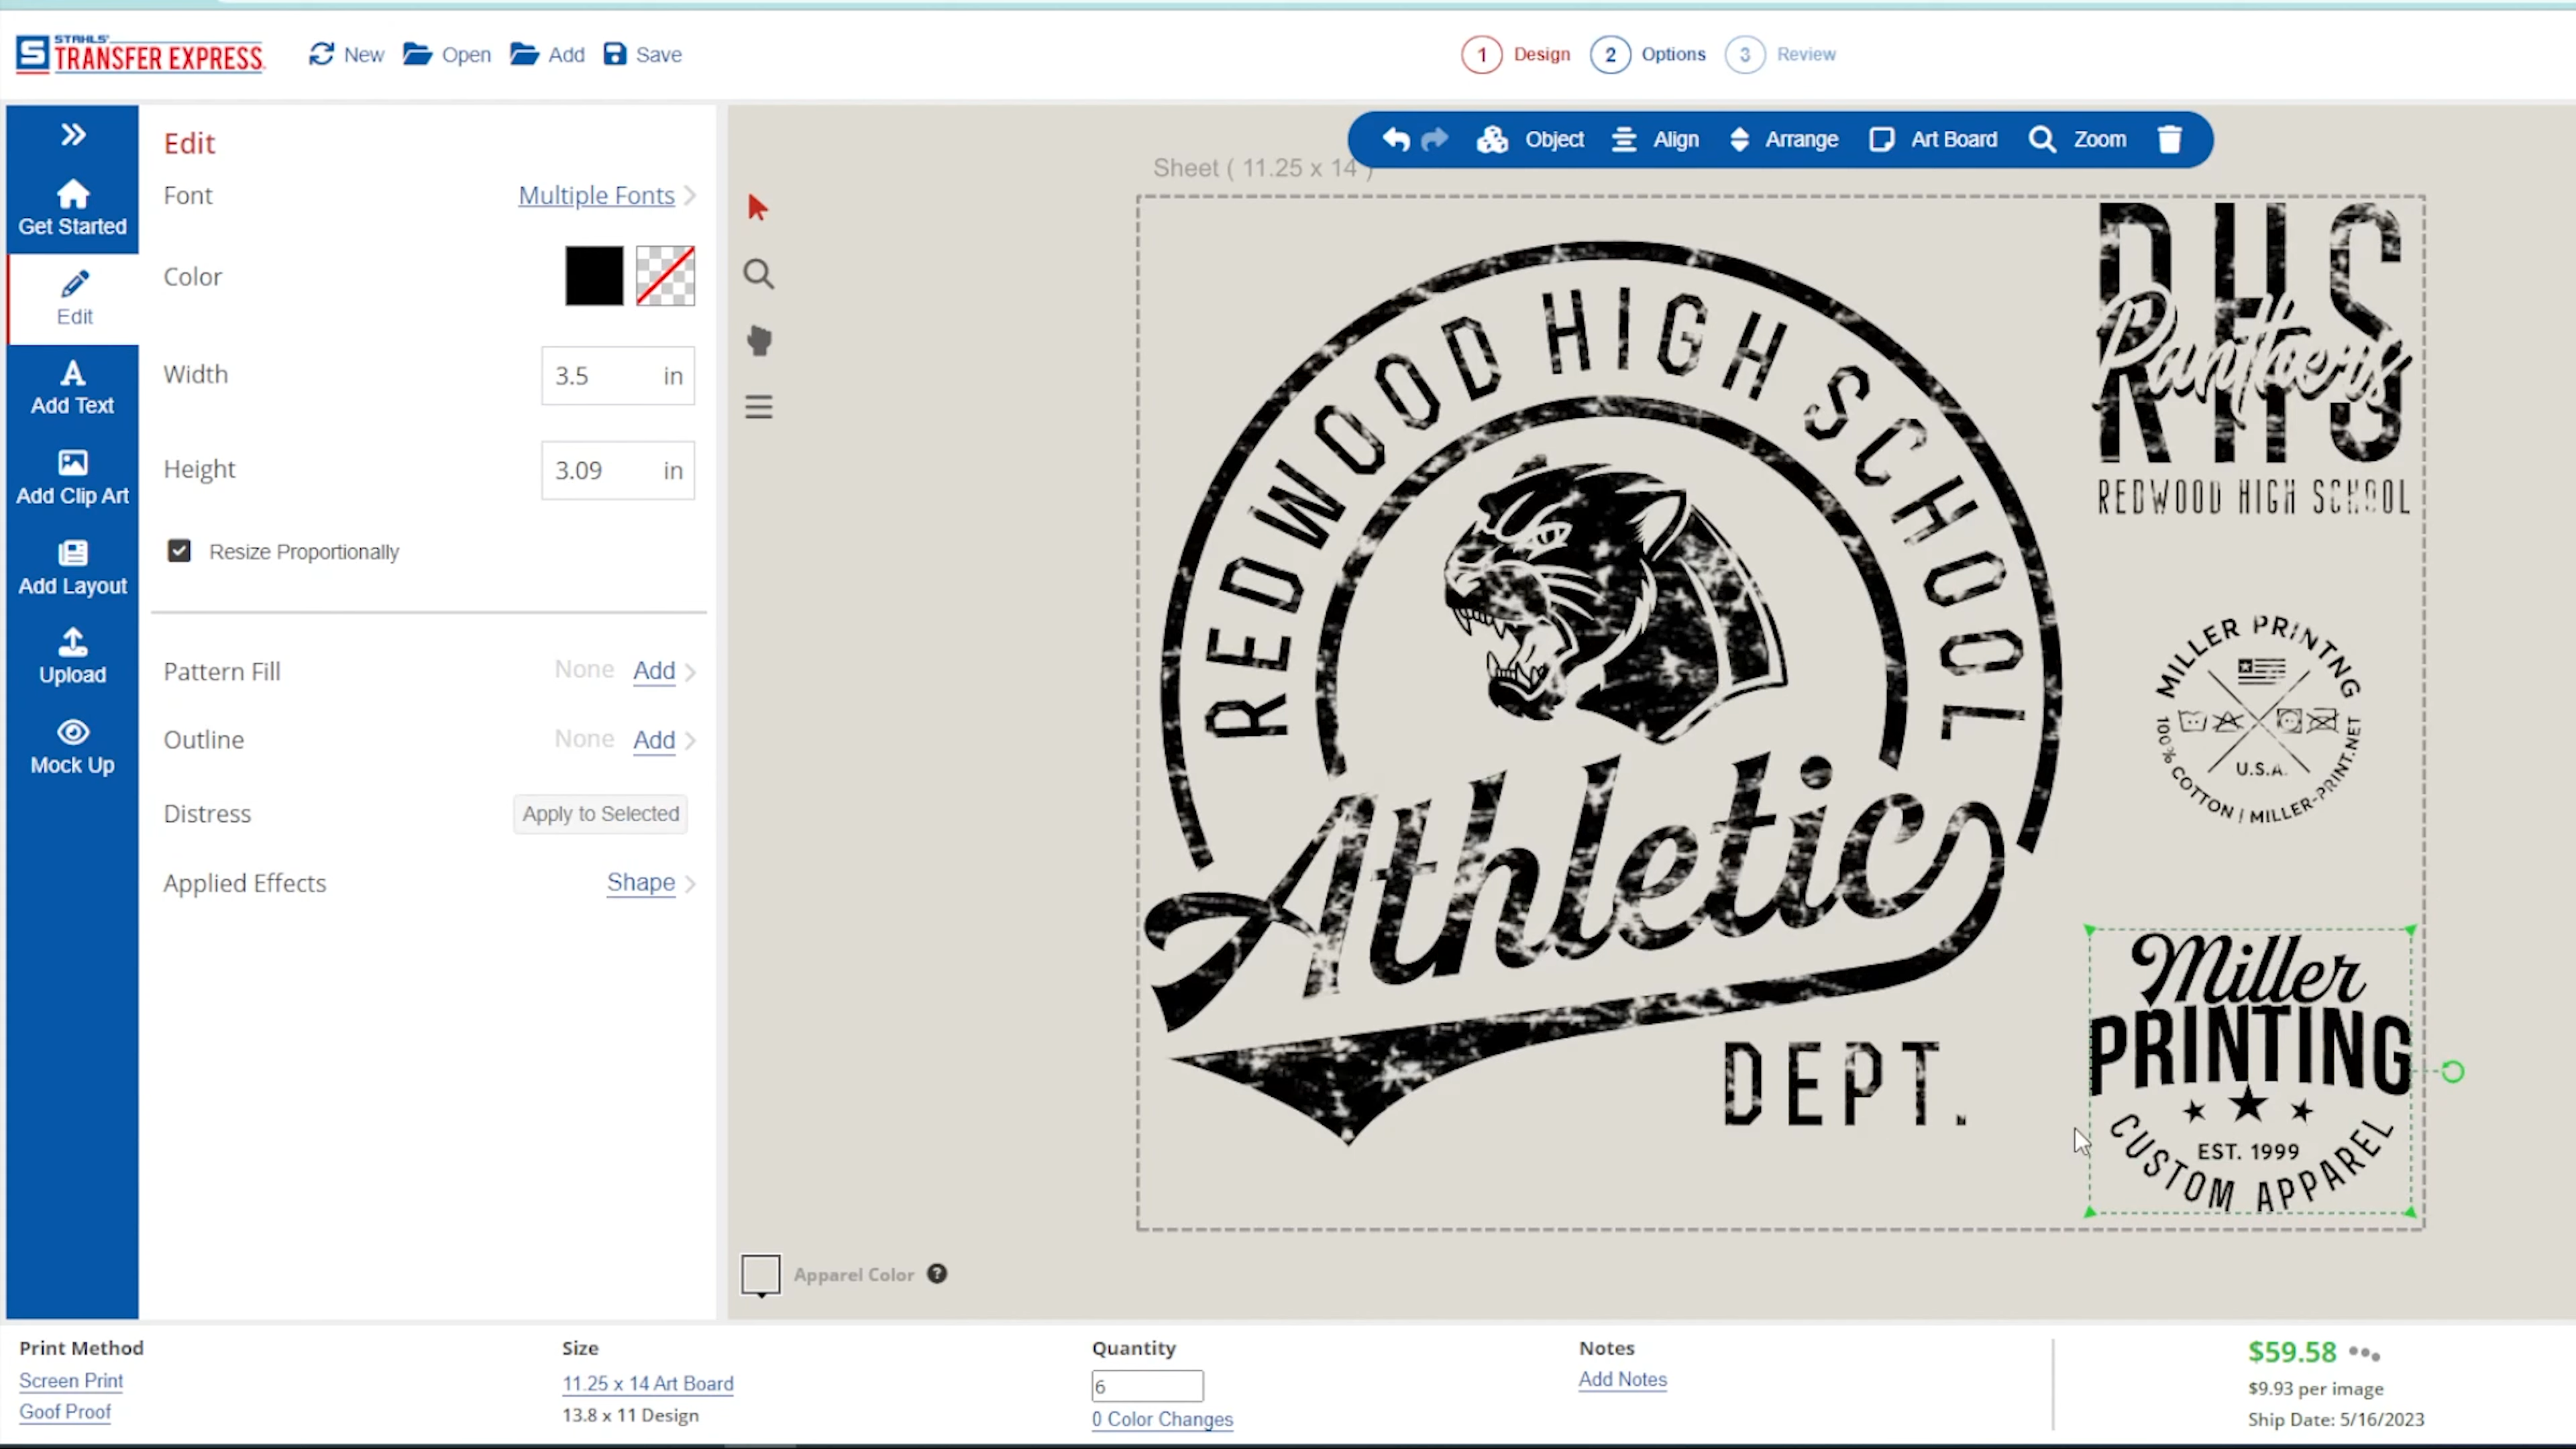 STAHLS'
TRANSFER EXPRESS
New
Open
Add
Save
1 Design
2 Options
3 Review
Get Started
Edit
Add Text
Add Clip Art
Add Layout
Upload
Mock Up
Edit
Font
Multiple Fonts
Color
Width
3.5 in
Height
3.09 in
Resize Proportionally
Pattern Fill
None Add
Outline
None Add
Distress
Apply to Selected
Applied Effects
Shape
Object
Align
Arrange
Art Board
Zoom
Sheet ( 11.25 x 14 )
REDWOOD HIGH SCHOOL
Athletic
DEPT.
RHS
Panthers
REDWOOD HIGH SCHOOL
MILLER PRINTNG
U.S.A.
100% COTTON | MILLER-PRINT.NET
Miller
PRINTING
EST. 1999
CUSTOM APPAREL
Apparel Color ?
Print Method
Screen Print
Goof Proof
Size
11.25 x 14 Art Board
13.8 x 11 Design
Quantity
6
0 Color Changes
Notes
Add Notes
$59.58
$9.93 per image
Ship Date: 5/16/2023